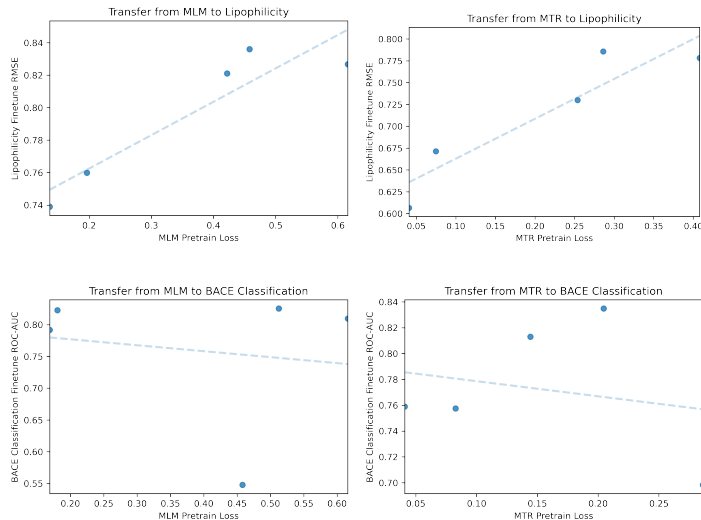 Transfer from MLM to Lipophilicity
Lipophilicity Finetune RMSE
0.84
0.82
0.80
0.78
0.76
0.74
0.2 0.3 0.4 0.5 0.6
MLM Pretrain Loss
Transfer from MTR to Lipophilicity
Lipophilicity Finetune RMSE
0.800
0.775
0.750
0.725
0.700
0.675
0.650
0.625
0.600
0.05 0.10 0.15 0.20 0.25 0.30 0.35 0.40
MTR Pretrain Loss
Transfer from MLM to BACE Classification
BACE Classification Finetune ROC-AUC
0.80
0.75
0.70
0.65
0.60
0.55
0.20 0.25 0.30 0.35 0.40 0.45 0.50 0.55 0.60
MLM Pretrain Loss
Transfer from MTR to BACE Classification
BACE Classification Finetune ROC-AUC
0.84
0.82
0.80
0.78
0.76
0.74
0.72
0.70
0.05 0.10 0.15 0.20 0.25
MTR Pretrain Loss